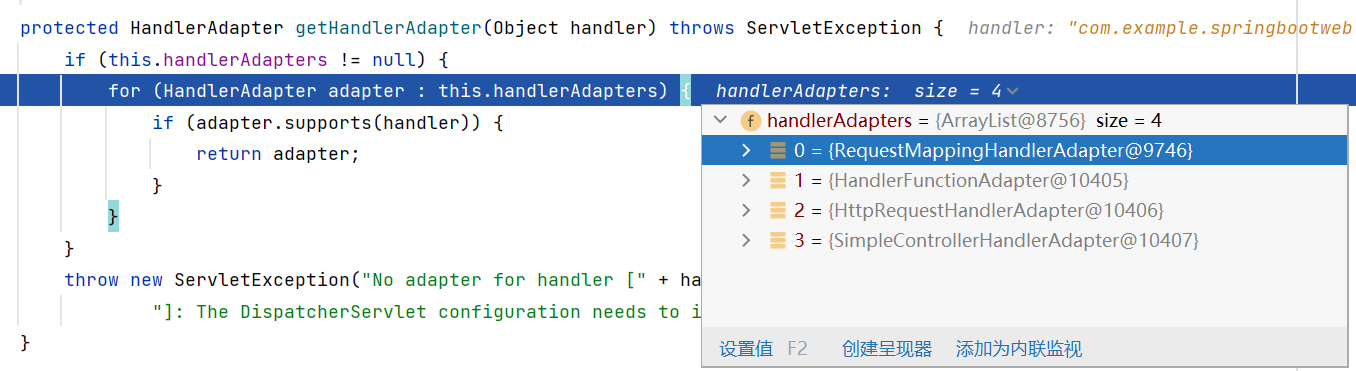 protected HandlerAdapter getHandlerAdapter(Object handler) throws ServletException {  handler: "com.example.springbootweb
if (this.handlerAdapters != null) {
for (HandlerAdapter adapter : this.handlerAdapters) {  handlerAdapters:  size = 4
f handlerAdapters = {ArrayList@8756}  size = 4
if (adapter.supports(handler)) {
0 = {RequestMappingHandlerAdapter@9746}
return adapter;
1 = {HandlerFunctionAdapter@10405}
}
2 = {HttpRequestHandlerAdapter@10406}
}
3 = {SimpleControllerHandlerAdapter@10407}
}
throw new ServletException("No adapter for handler [" + ha
"]: The DispatcherServlet configuration needs to i
}
设置值 F2 创建呈现器 添加为内联监视